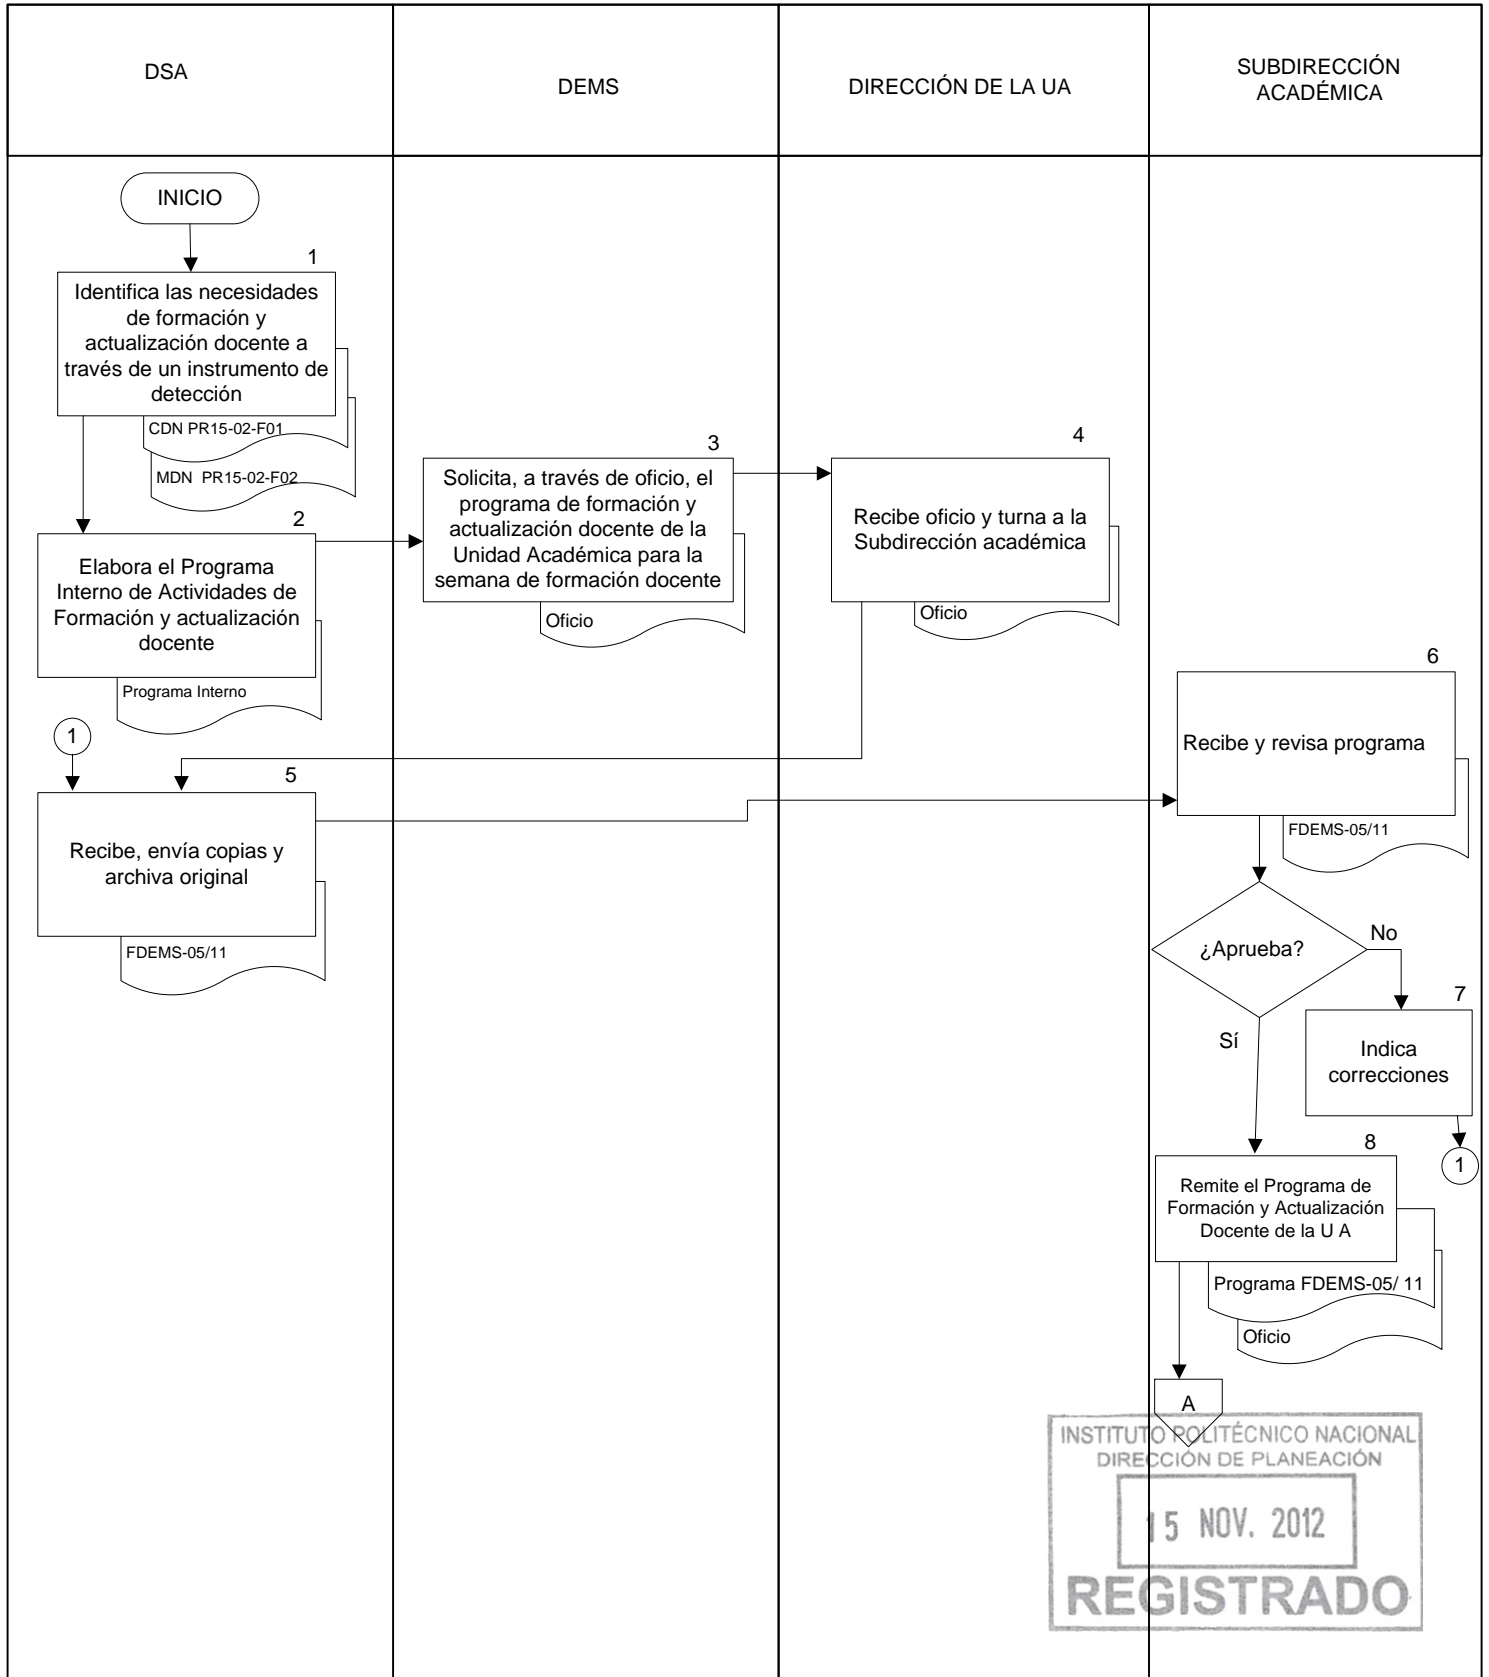 DSA
DEMS
DIRECCIÓN DE LA UA
SUBDIRECCIÓN
ACADÉMICA
INICIO
1
Identifica las necesidades
de formación y
actualización docente a
través de un instrumento de
detección
CDN PR15-02-F01
MDN PR15-02-F02
2
Elabora el Programa
Interno de Actividades de
Formación y actualización
docente
Programa Interno
3
Solicita, a través de oficio, el
programa de formación y
actualización docente de la
Unidad Académica para la
semana de formación docente
Oficio
4
Recibe oficio y turna a la
Subdirección académica
Oficio
1
5
Recibe, envía copias y
archiva original
FDEMS-05/11
6
Recibe y revisa programa
FDEMS-05/11
¿Aprueba?
No
Sí
7
Indica
correcciones
1
8
Remite el Programa de
Formación y Actualización
Docente de la U A
Programa FDEMS-05/ 11
Oficio
A
INSTITUTO POLITÉCNICO NACIONAL
DIRECCIÓN DE PLANEACIÓN
15 NOV. 2012
REGISTRADO